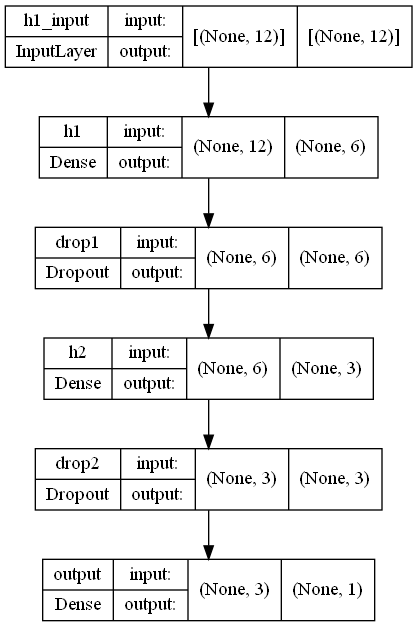 h1_input input: [(None, 12)] [(None, 12)]
InputLayer output:
h1 input: (None, 12) (None, 6)
Dense output:
drop1 input: (None, 6) (None, 6)
Dropout output:
h2 input: (None, 6) (None, 3)
Dense output:
drop2 input: (None, 3) (None, 3)
Dropout output:
output input: (None, 3) (None, 1)
Dense output: